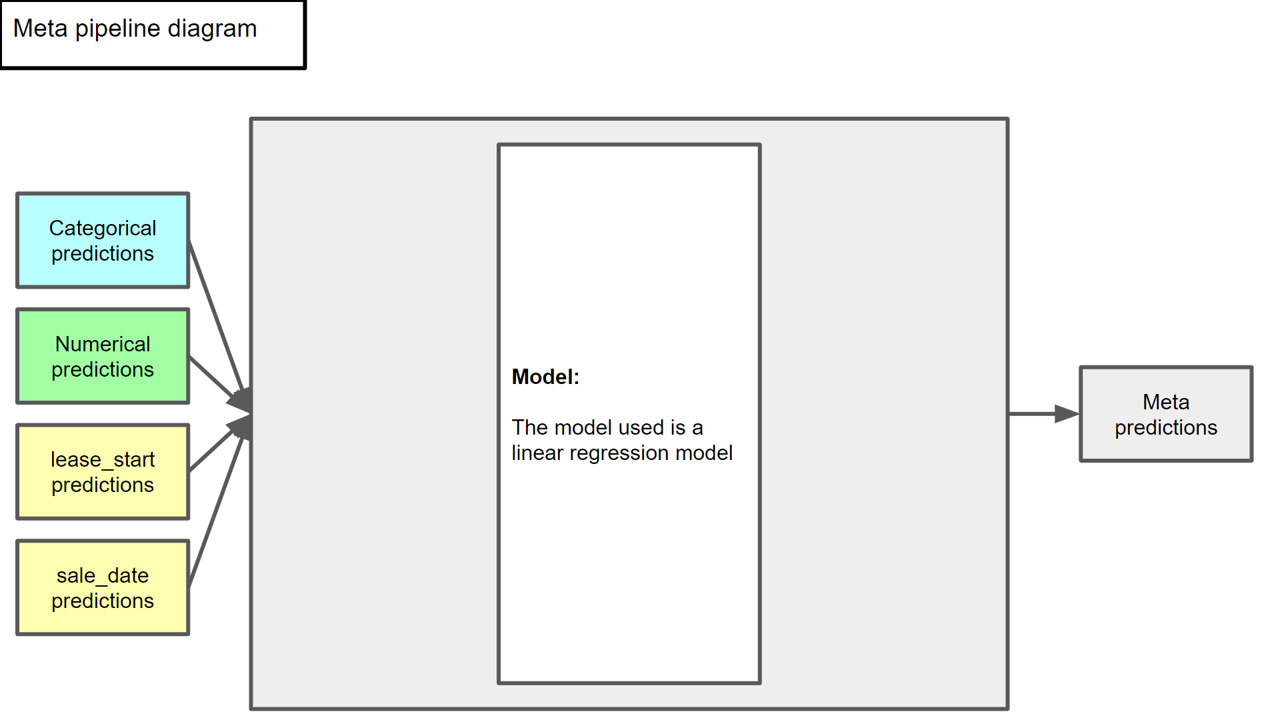 Meta pipeline diagram
Categorical
predictions
Numerical
predictions
lease_start
predictions
sale_date
predictions
Model:
The model used is a
linear regression model
Meta
predictions